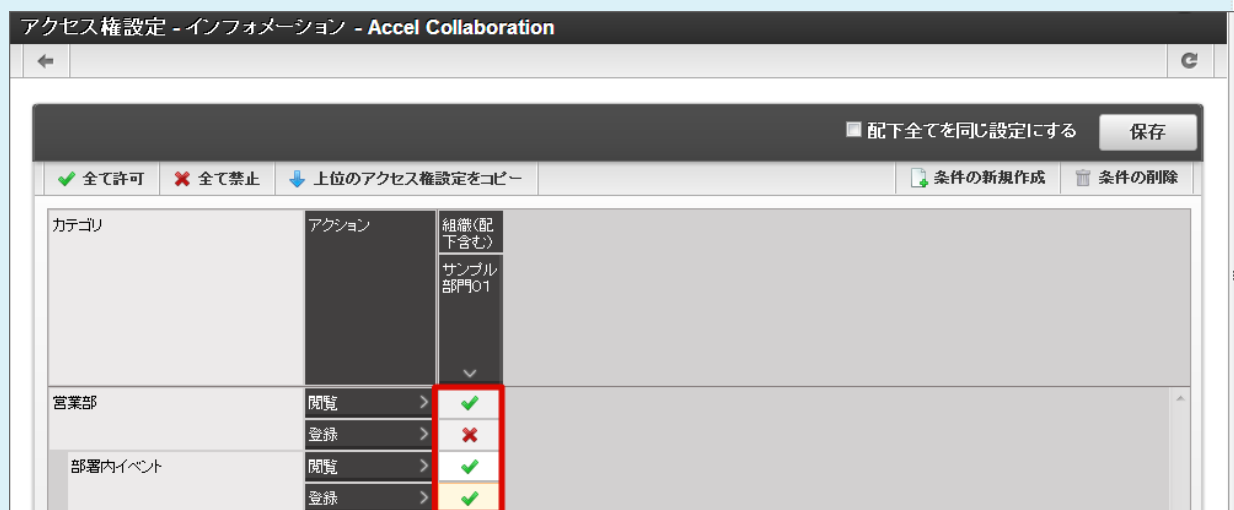 アクセス権設定 - インフォメーション - Accel Collaboration
配下全てを同じ設定にする 保存
全て許可 全て禁止 上位のアクセス権設定をコピー 条件の新規作成 条件の削除
カテゴリ アクション 組織(配
下含む)
サンプル
部門01
営業部 閲覧
登録
部署内イベント 閲覧
登録